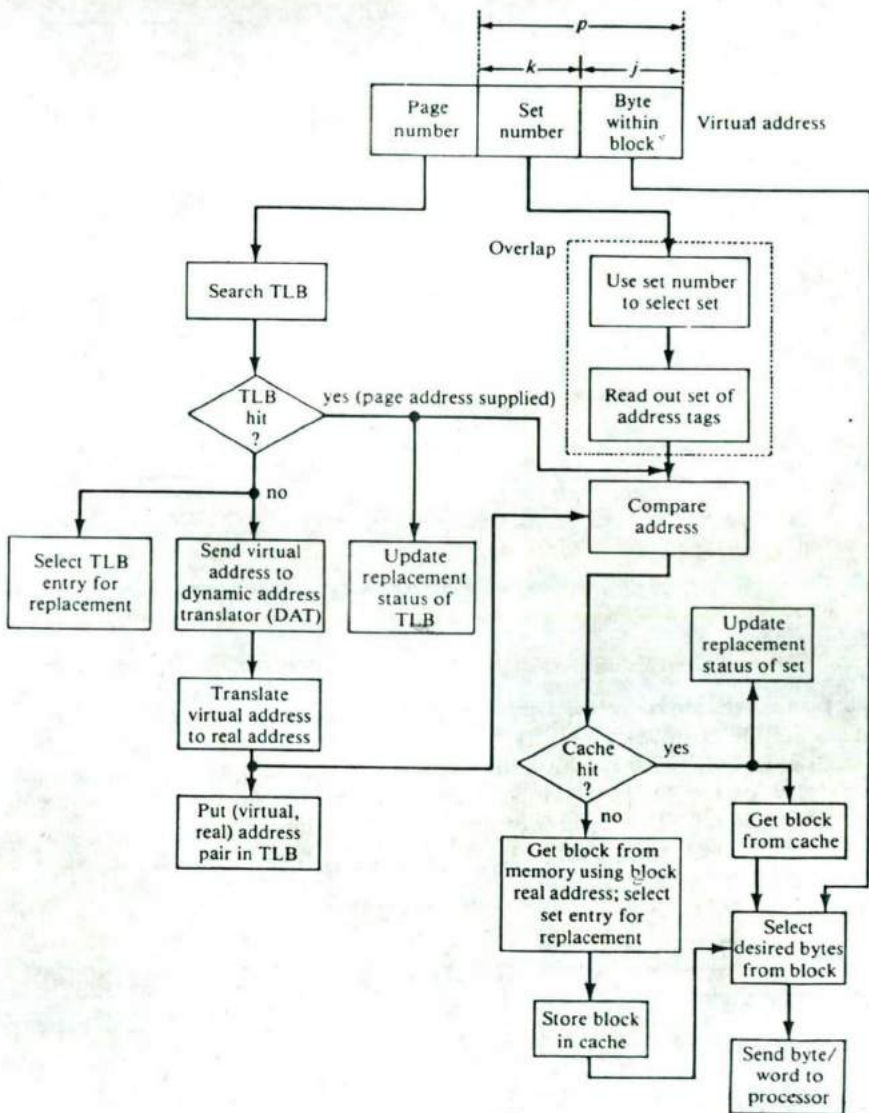 p
k
j
Page
number
Set
number
Byte
within
block
Virtual address
Overlap
Search TLB
Use set number
to select set
Read out set of
address tags
TLB
hit
?
yes (page address supplied)
no
Compare
address
Select TLB
entry for
replacement
Send virtual
address to
dynamic address
translator (DAT)
Update
replacement
status of
TLB
Update
replacement
status of set
Translate
virtual address
to real address
Cache
hit
?
yes
no
Put (virtual,
real) address
pair in TLB
Get block from
memory using block
real address; select
set entry for
replacement
Get block
from cache
Select
desired bytes
from block
Store block
in cache
Send byte/
word to
processor